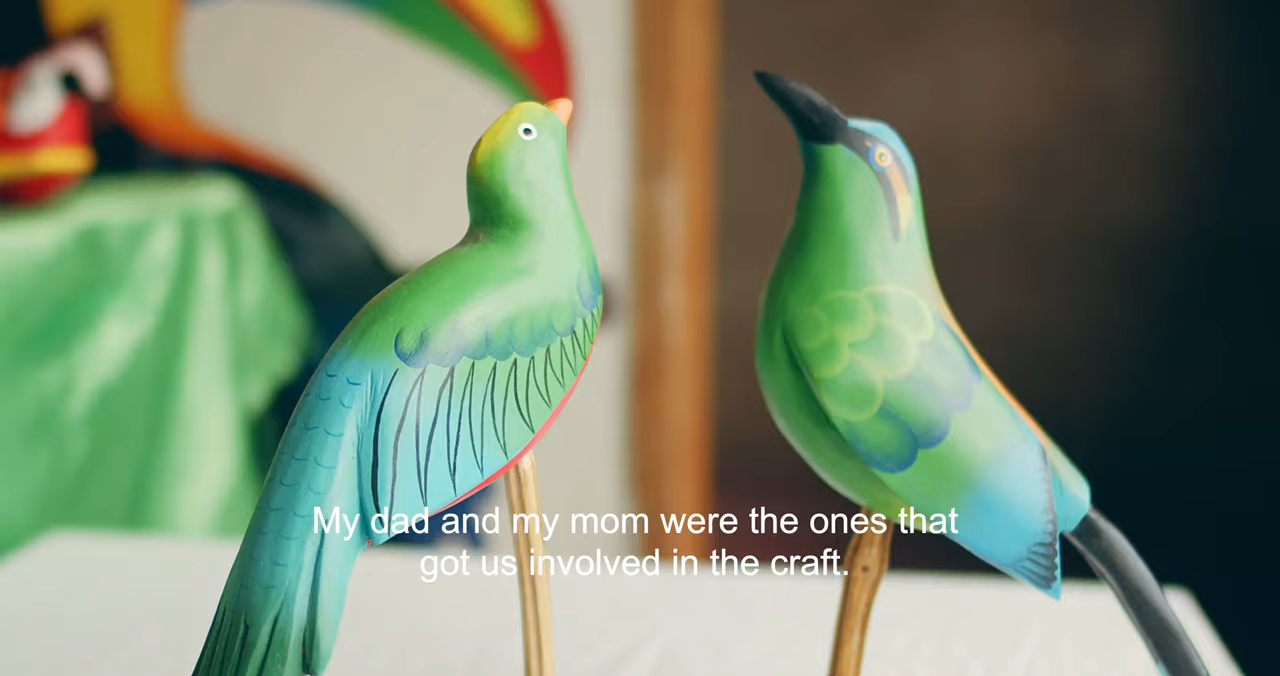 My dad and my mom were the ones that
got us involved in the craft.